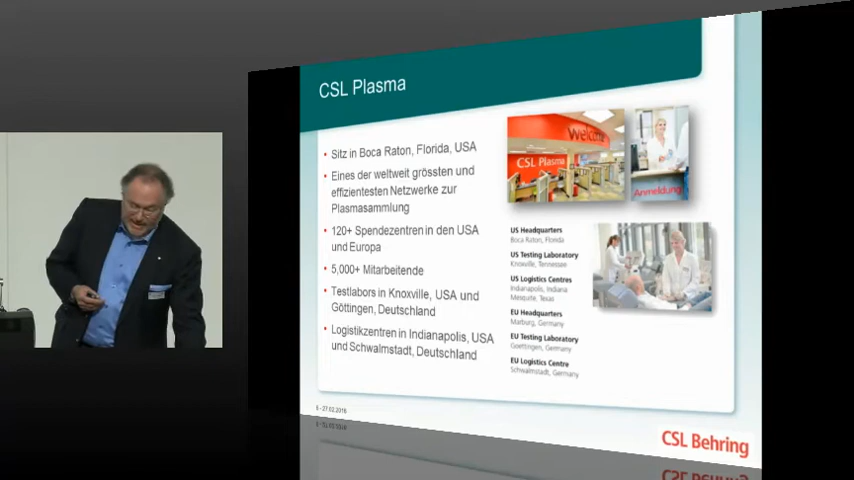 CSL Plasma
• Sitz in Boca Raton, Florida, USA
• Eines der weltweit grössten und
effizientesten Netzwerke zur
Plasmasammlung
• 120+ Spendezentren in den USA
und Europa
• 5,000+ Mitarbeitende
• Testlabors in Knoxville, USA und
Göttingen, Deutschland
• Logistikzentren in Indianapolis, USA
und Schwalmstadt, Deutschland
welcome
CSL Plasma
Anmeldung
US Headquarters
Boca Raton, Florida
US Testing Laboratory
Knoxville, Tennessee
US Logistics Centres
Indianapolis, Indiana
Mesquite, Texas
EU Headquarters
Marburg, Germany
EU Testing Laboratory
Goettingen, Germany
EU Logistics Centre
Schwalmstadt, Germany
CSL Behring